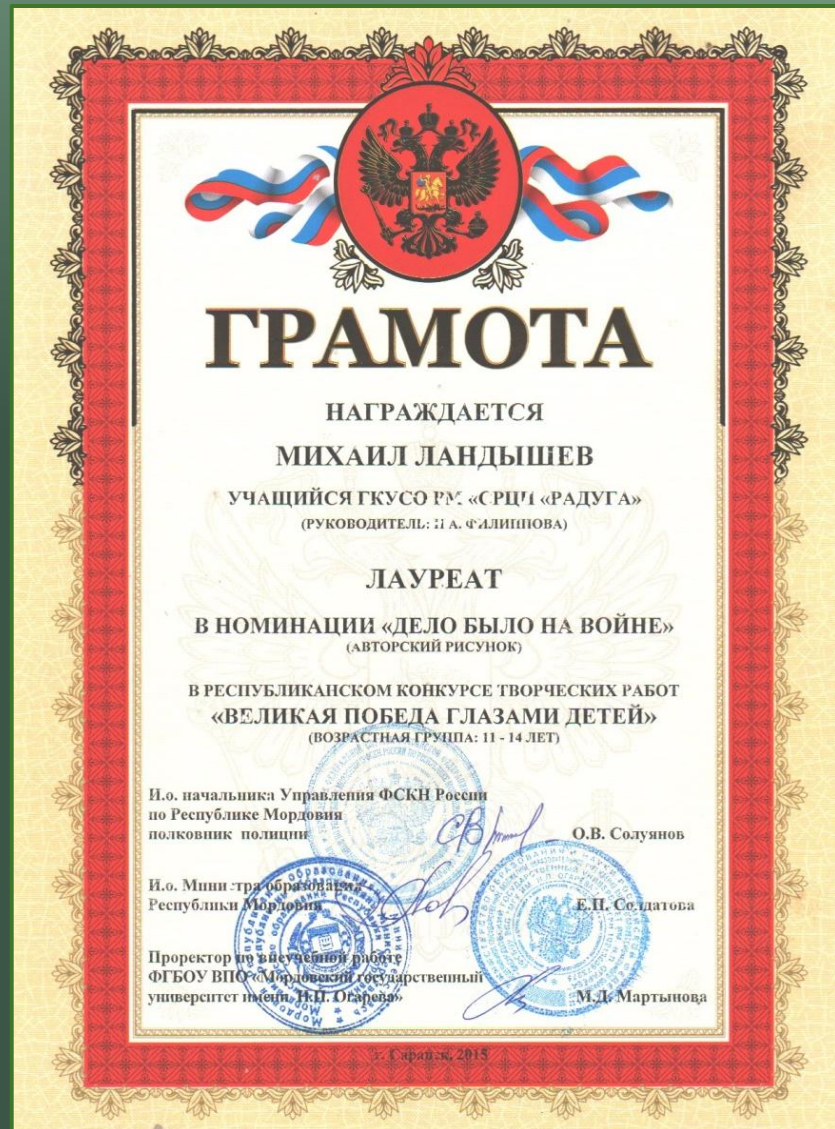 ГРАМОТА
НАГРАЖДАЕТСЯ
МИХАИЛ ЛАНДЫШЕВ
УЧАЩИЙСЯ ГКУСО РМ «СРЦН «РАДУГА»
(РУКОВОДИТЕЛЬ: Н А. ФИЛИППОВА)
ЛАУРЕАТ
В НОМИНАЦИИ «ДЕЛО БЫЛО НА ВОЙНЕ»
(АВТОРСКИЙ РИСУНОК)
В РЕСПУБЛИКАНСКОМ КОНКУРСЕ ТВОРЧЕСКИХ РАБОТ
«ВЕЛИКАЯ ПОБЕДА ГЛАЗАМИ ДЕТЕЙ»
(ВОЗРАСТНАЯ ГРУППА: 11 - 14 ЛЕТ)
И.о. начальника Управления ФСКН России
по Республике Мордовия
полковник полиции О.В. Солуянов
И.о. Министра образования
Республики Мордовия Е.П. Солдатова
Проректор по внеучебной работе
ФГБОУ ВПО «Мордовский государственный
университет имени Н.П. Огарева» М.Д. Мартынова
г. Саранск, 2015